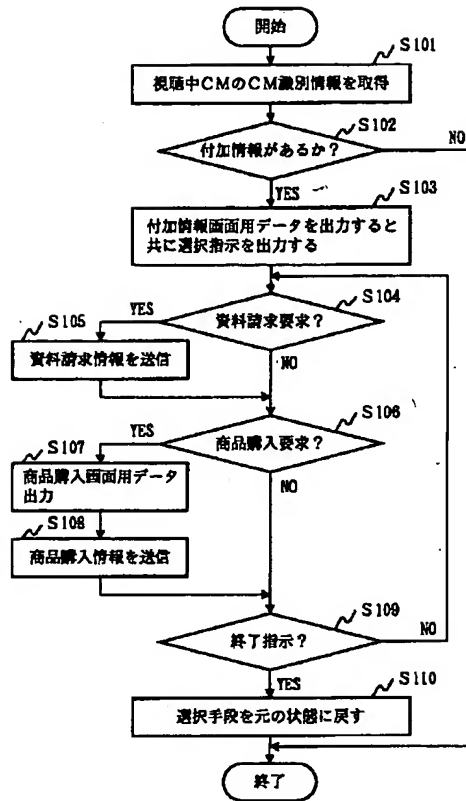 開始
S101
視聴中CMのCM識別情報を取得
S102
付加情報があるか?
NO
YES
S103
付加情報画面用データを出力すると
共に選択指示を出力する
S104
資料請求要求?
YES
S105
資料請求情報を送信
NO
S106
商品購入要求?
YES
S107
商品購入画面用データ
出力
NO
S108
商品購入情報を送信
S109
終了指示?
NO
YES
S110
選択手段を元の状態に戻す
終了